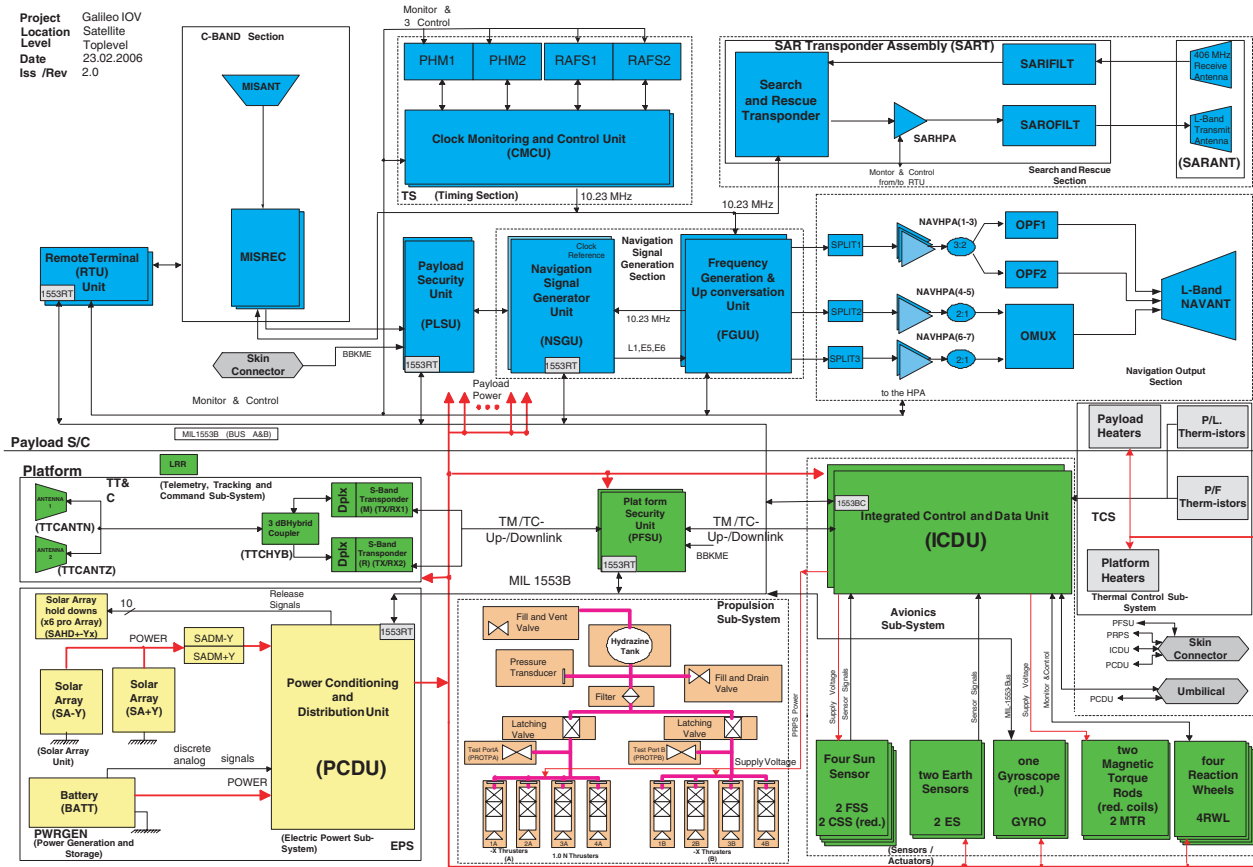 Project Galileo IOV
Location Satellite
Level Toplevel
Date 23.02.2006
Iss /Rev 2.0
C-BAND Section
MISANT
MISREC
Remote Terminal
(RTU)
Unit
1553RT
Skin
Connector
BBKME
Monitor & Control
MIL1553B (BUS A&B)
Monitor &
3 Control
PHM1
PHM2
RAFS1
RAFS2
Clock Monitoring and Control Unit
(CMCU)
TS (Timing Section)
10.23 MHz
10.23 MHz
Payload
Security
Unit
(PLSU)
1553RT
Clock
Reference
Navigation
Signal
Generator
Unit
(NSGU)
1553RT
Navigation
Signal
Generation
Section
10.23 MHz
L1,E5,E6
Frequency
Generation &
Up conversation
Unit
(FGUU)
Payload
Power
SAR Transponder Assembly (SART)
Search
and Rescue
Transponder
SARIFILT
SARHPA
SAROFILT
Montor & Control
from/to RTU
Search and Rescue
Section
406 MHz
Receive
Antenna
L-Band
Transmit
Antenna
(SARANT)
SPLIT1
SPLIT2
SPLIT3
NAVHPA(1-3)
3:2
OPF1
OPF2
NAVHPA(4-5)
2:1
NAVHPA(6-7)
2:1
OMUX
L-Band
NAVANT
to the HPA
Navigation Output
Section
Payload S/C
Platform
LRR
TT&
C
(Telemetry, Tracking and
Command Sub-System)
ANTENNA
1
(TTCANTN)
ANTENNA
2
(TTCANTZ)
3 dBHybrid
Coupler
(TTCHYB)
Dplx
S-Band
Transponder
(M) (TX/RX1)
Dplx
S-Band
Transponder
(R) (TX/RX2)
TM /TC-
Up-/Downlink
Plat form
Security
Unit
(PFSU)
1553RT
BBKME
TM /TC-
Up-/Downlink
MIL 1553B
1553BC
Integrated Control and Data Unit
(ICDU)
Payload
Heaters
P/L.
Therm-istors
P/F
Therm-istors
TCS
Platform
Heaters
Thermal Control Sub-
System
PFSU
PRPS
ICDU
PCDU
Skin
Connector
Umbilical
PCDU
Solar Array
hold downs
(x6 pro Array)
(SAHD+-Yx)
10
Release
Signals
POWER
SADM-Y
SADM+Y
Solar
Array
(SA-Y)
Solar
Array
(SA+Y)
(Solar Array
Unit)
discrete
analog
signals
POWER
Battery
(BATT)
PWRGEN
(Power Generation and
Storage)
1553RT
Power Conditioning
and
Distribution Unit
(PCDU)
(Electric Powert Sub-
System)
EPS
Propulsion
Sub-System
Fill and Vent
Valve
Hydrazine
Tank
Pressure
Transducer
Fill and Drain
Valve
Filter
Latching
Valve
Latching
Valve
Test PortA
(PROTPA)
Test Port B
(PROTPB)
Supply Voltage
1A 2A 3A 4A
1B 2B 3B 4B
-X Thrusters
(A)
1.0 N Thrusters
-X Thrusters
(B)
PRPS Power
Avionics
Sub-System
Supply Voltage
Sensor Signals
Sensor Signals
MIL-1553-Bus
Supply Voltage
Monitor &Control
Four Sun
Sensor
2 FSS
2 CSS (red.)
two Earth
Sensors
2 ES
one
Gyroscope
(red.)
GYRO
two
Magnetic
Torque
Rods
(red. coils)
2 MTR
four
Reaction
Wheels
4RWL
(Sensors /
Actuators)